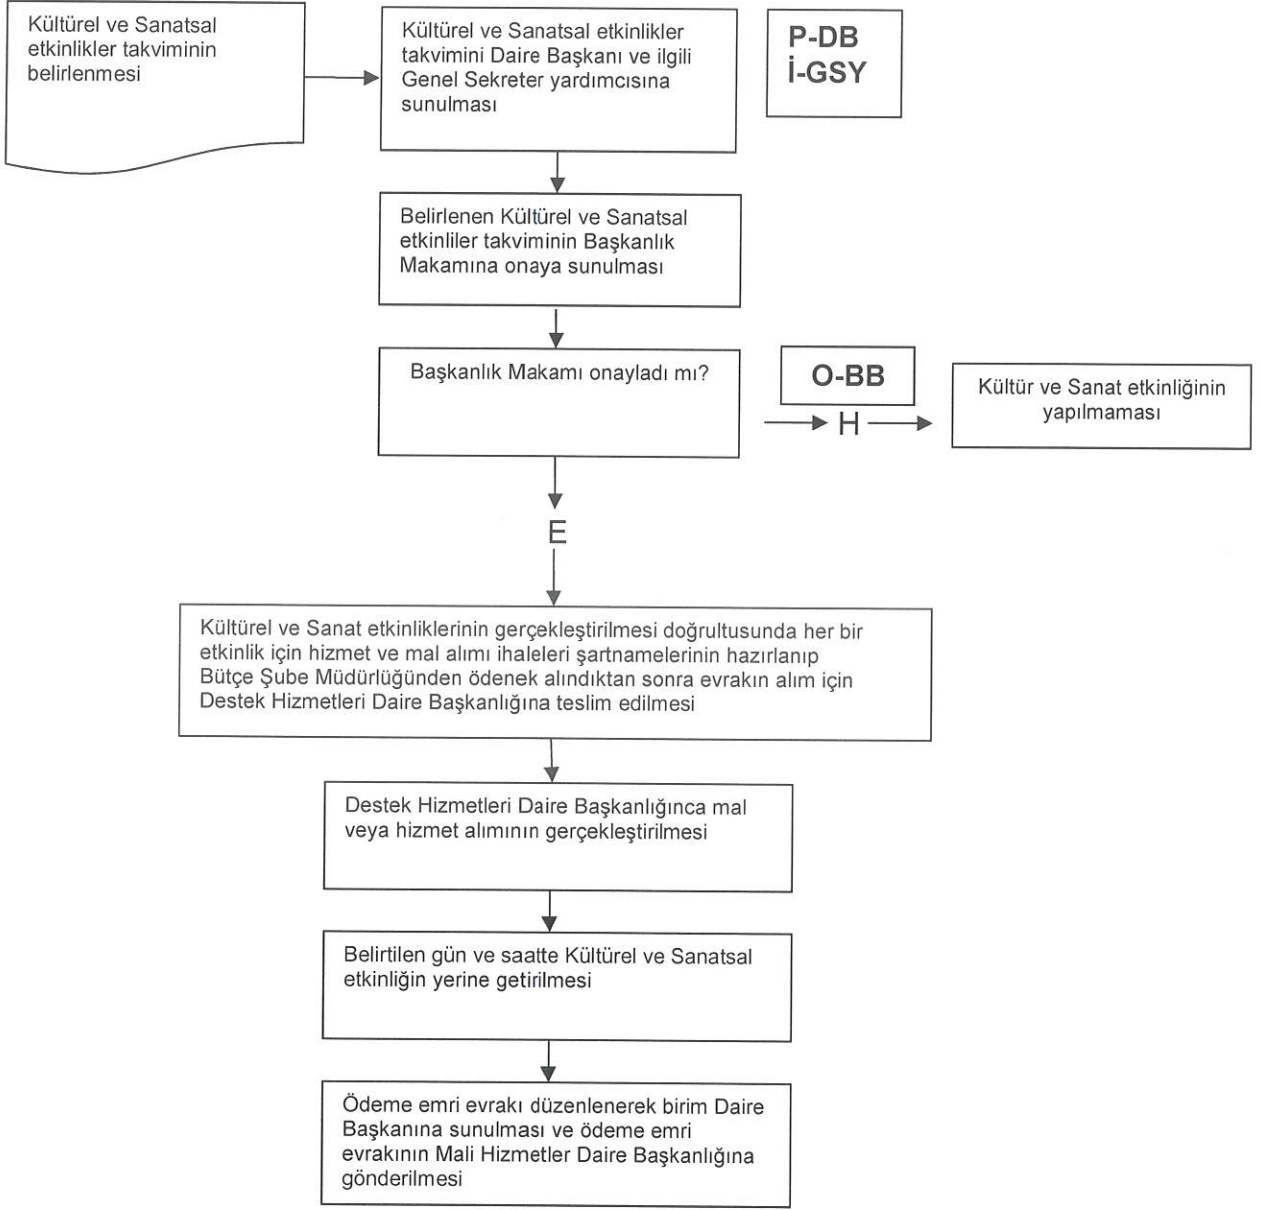 Kültürel ve Sanatsal
etkinlikler takviminin
belirlenmesi
Kültürel ve Sanatsal etkinlikler
takvimini Daire Başkanı ve ilgili
Genel Sekreter yardımcısına
sunulması
P-DB
İ-GSY
Belirlenen Kültürel ve Sanatsal
etkinliler takviminin Başkanlık
Makamına onaya sunulması
Başkanlık Makamı onayladı mı?
O-BB
H
Kültür ve Sanat etkinliğinin
yapılmaması
E
Kültürel ve Sanat etkinliklerinin gerçekleştirilmesi doğrultusunda her bir
etkinlik için hizmet ve mal alımı ihaleleri şartnamelerinin hazırlanıp
Bütçe Şube Müdürlüğünden ödenek alındıktan sonra evrakın alım için
Destek Hizmetleri Daire Başkanlığına teslim edilmesi
Destek Hizmetleri Daire Başkanlığınca mal
veya hizmet alımının gerçekleştirilmesi
Belirtilen gün ve saatte Kültürel ve Sanatsal
etkinliğin yerine getirilmesi
Ödeme emri evrakı düzenlenerek birim Daire
Başkanına sunulması ve ödeme emri
evrakının Mali Hizmetler Daire Başkanlığına
gönderilmesi